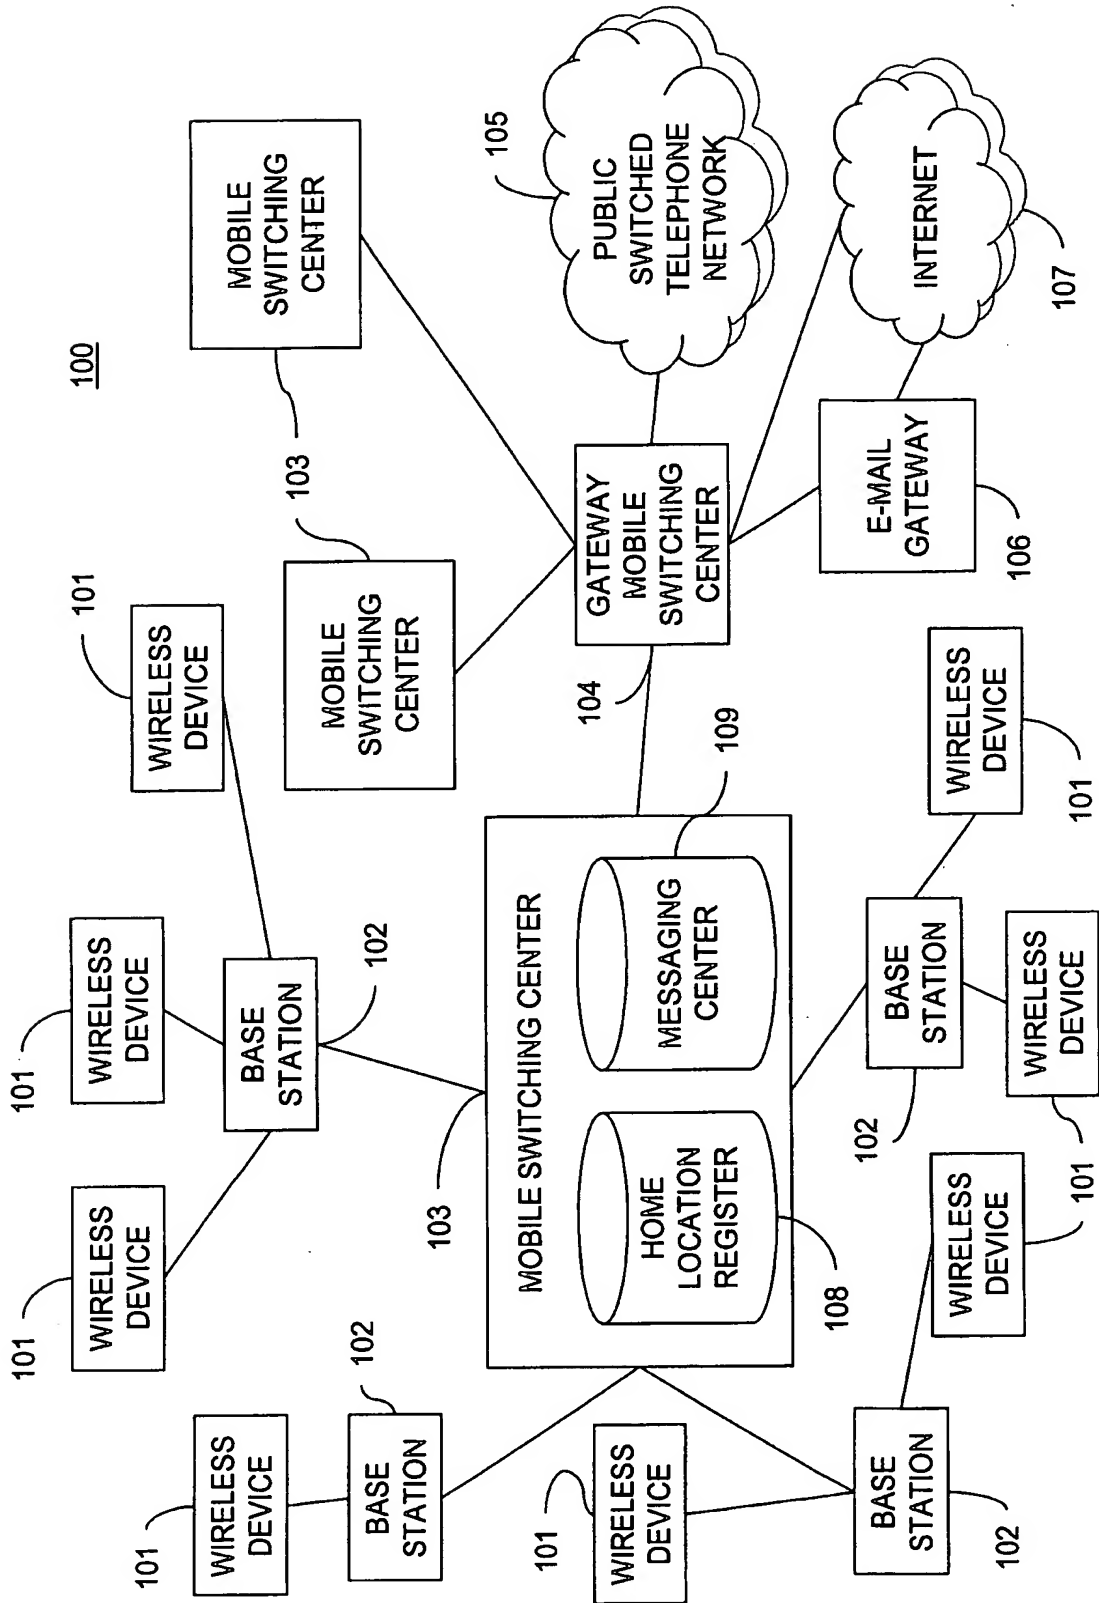 100
101
WIRELESS
DEVICE
101
WIRELESS
DEVICE
101
WIRELESS
DEVICE
101
WIRELESS
DEVICE
BASE
STATION
102
BASE
STATION
102
103
MOBILE
SWITCHING
CENTER
MOBILE
SWITCHING
CENTER
103
MOBILE SWITCHING CENTER
HOME
LOCATION
REGISTER
108
MESSAGING
CENTER
109
104
GATEWAY
MOBILE
SWITCHING
CENTER
105
PUBLIC
SWITCHED
TELEPHONE
NETWORK
101
WIRELESS
DEVICE
BASE
STATION
102
WIRELESS
DEVICE
101
102
BASE
STATION
WIRELESS
DEVICE
WIRELESS
DEVICE
101
E-MAIL
GATEWAY
106
INTERNET
107